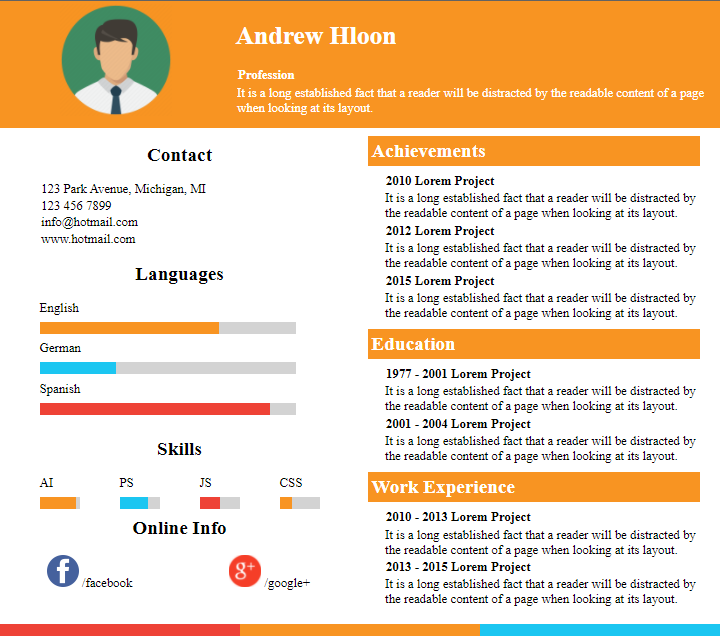 Andrew Hloon
Profession
It is a long established fact that a reader will be distracted by the readable content of a page
when looking at its layout.
Contact
123 Park Avenue, Michigan, MI
123 456 7899
info@hotmail.com
www.hotmail.com
Languages
English
German
Spanish
Skills
AI PS JS CSS
Online Info
f /facebook g+ /google+
Achievements
2010 Lorem Project
It is a long established fact that a reader will be distracted by
the readable content of a page when looking at its layout.
2012 Lorem Project
It is a long established fact that a reader will be distracted by
the readable content of a page when looking at its layout.
2015 Lorem Project
It is a long established fact that a reader will be distracted by
the readable content of a page when looking at its layout.
Education
1977 - 2001 Lorem Project
It is a long established fact that a reader will be distracted by
the readable content of a page when looking at its layout.
2001 - 2004 Lorem Project
It is a long established fact that a reader will be distracted by
the readable content of a page when looking at its layout.
Work Experience
2010 - 2013 Lorem Project
It is a long established fact that a reader will be distracted by
the readable content of a page when looking at its layout.
2013 - 2015 Lorem Project
It is a long established fact that a reader will be distracted by
the readable content of a page when looking at its layout.